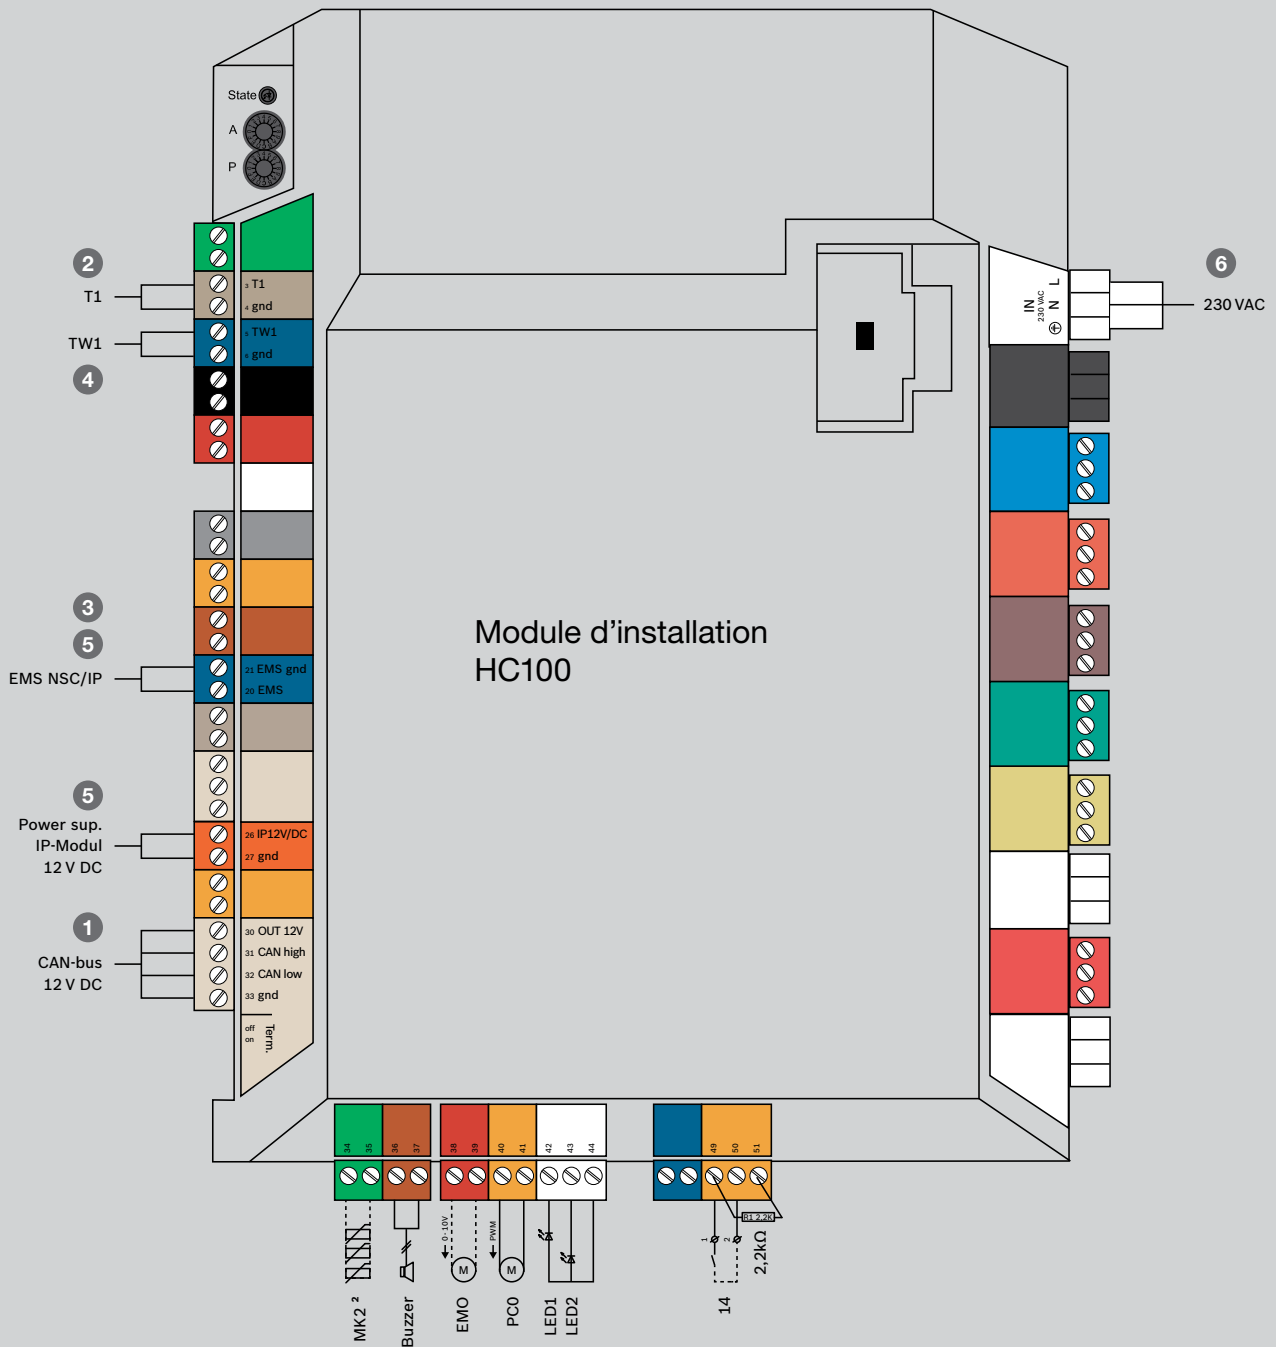 State
A
P
2
T1
3 T1
4 gnd
TW1
5 TW1
6 gnd
4
3
5
EMS NSC/IP
21 EMS gnd
20 EMS
5
Power sup.
IP-Modul
12 V DC
26 IP12V/DC
27 gnd
1
CAN-bus
12 V DC
30 OUT 12V
31 CAN high
32 CAN low
33 gnd
off
on
Term.
Module d'installation
HC100
6
230 VAC
IN
230 VAC
N L
34 35 36 37 38 39 40 41 42 43 44 49 50 51
0 - 10V
PWM
M
M
1
2
R1 2.2K
2,2kΩ
MK2 ²
Buzzer
EMO
PC0
LED1
LED2
14